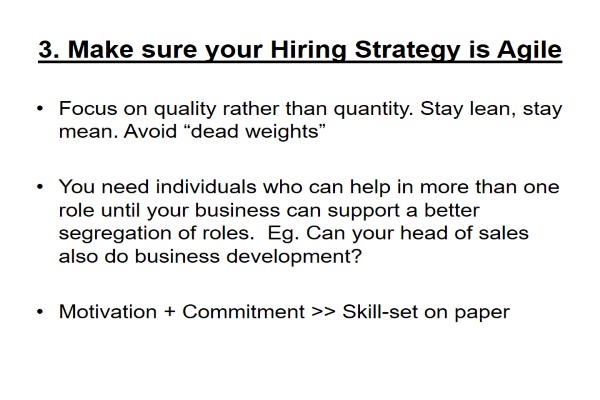 3. Make sure your Hiring Strategy is Agile
• Focus on quality rather than quantity. Stay lean, stay
mean. Avoid “dead weights”
• You need individuals who can help in more than one
role until your business can support a better
segregation of roles.  Eg. Can your head of sales
also do business development?
• Motivation + Commitment >> Skill-set on paper